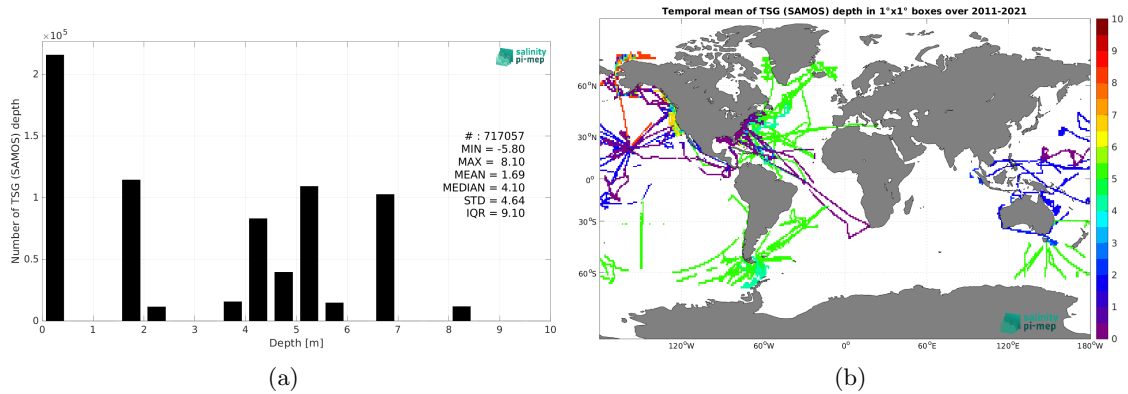 ×10⁵
2
1.5
1
0.5
0
0 1 2 3 4 5 6 7 8 9 10
Number of TSG (SAMOS) depth
Depth [m]
salinity
pi-mep
# : 717057
MIN = -5.80
MAX = 8.10
MEAN = 1.69
MEDIAN = 4.10
STD = 4.64
IQR = 9.10
(a)
Temporal mean of TSG (SAMOS) depth in 1°x1° boxes over 2011-2021
60°N
30°N
0°
30°S
60°S
120°W 60°W 0° 60°E 120°E 180°W
salinity
pi-mep
10
9
8
7
6
5
4
3
2
1
0
(b)